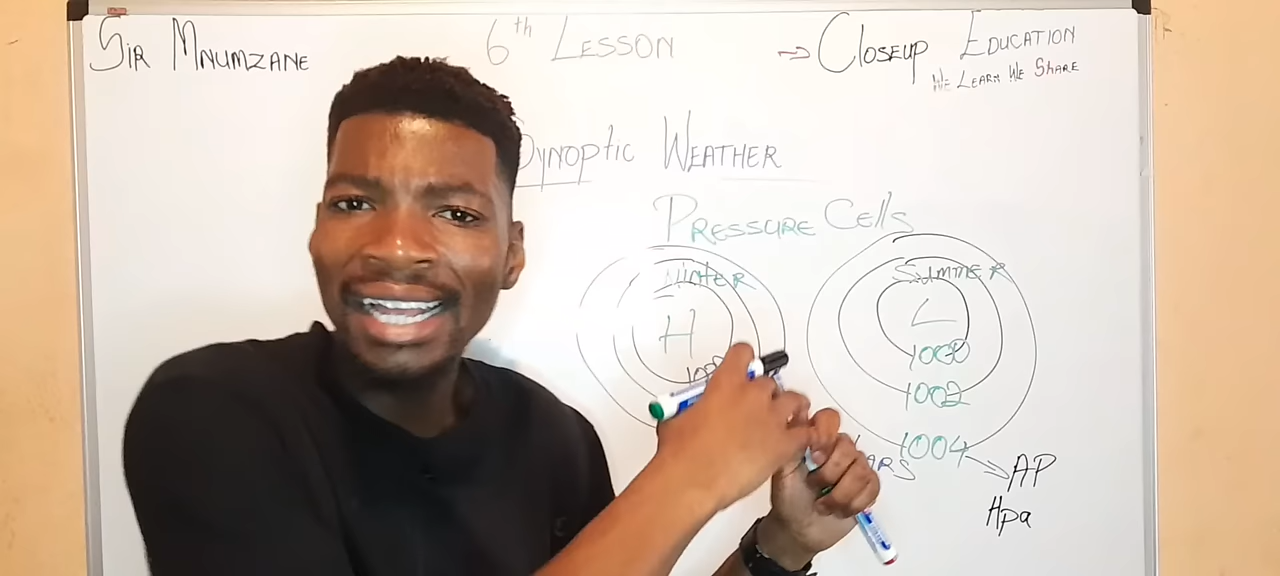 Sir Mnumzane
6th Lesson
→ Closeup Education
We Learn We Share
Synoptic Weather
Pressure Cells
Winter
H
Summer
L
1000
1002
1004
AP
Hpa